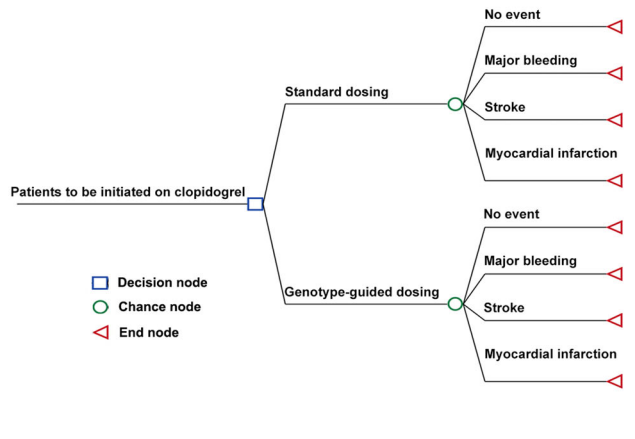 No event
Major bleeding
Standard dosing
Stroke
Myocardial infarction
Patients to be initiated on clopidogrel
No event
Major bleeding
Genotype-guided dosing
Stroke
Myocardial infarction
Decision node
Chance node
End node